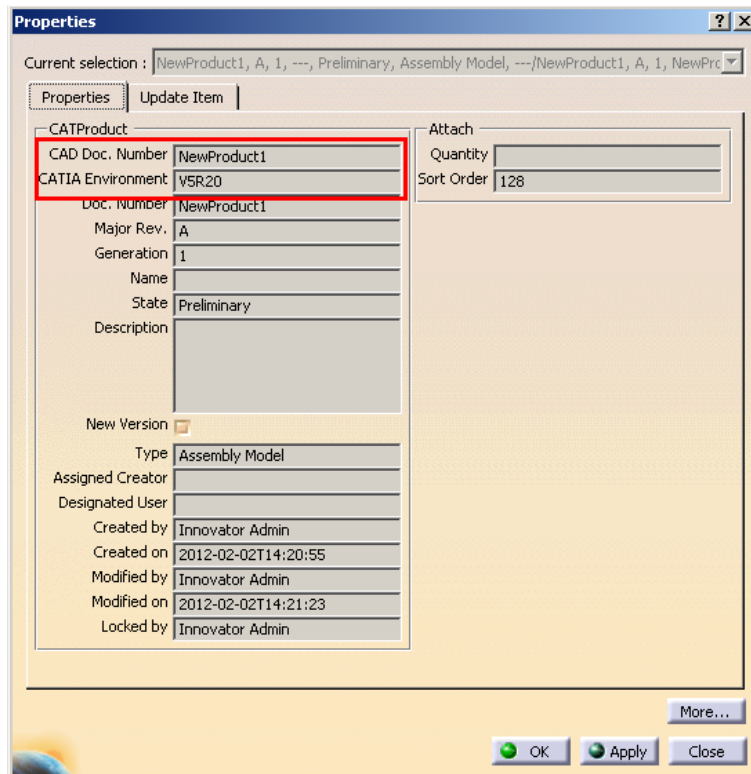 Properties
Current selection : NewProduct1, A, 1, ---, Preliminary, Assembly Model, ---/NewProduct1, A, 1, NewPrc
Properties Update Item
CATProduct
CAD Doc. Number NewProduct1
CATIA Environment V5R20
Doc. Number NewProduct1
Major Rev. A
Generation 1
Name
State Preliminary
Description
New Version
Type Assembly Model
Assigned Creator
Designated User
Created by Innovator Admin
Created on 2012-02-02T14:20:55
Modified by Innovator Admin
Modified on 2012-02-02T14:21:23
Locked by Innovator Admin
Attach
Quantity
Sort Order 128
More...
OK Apply Close